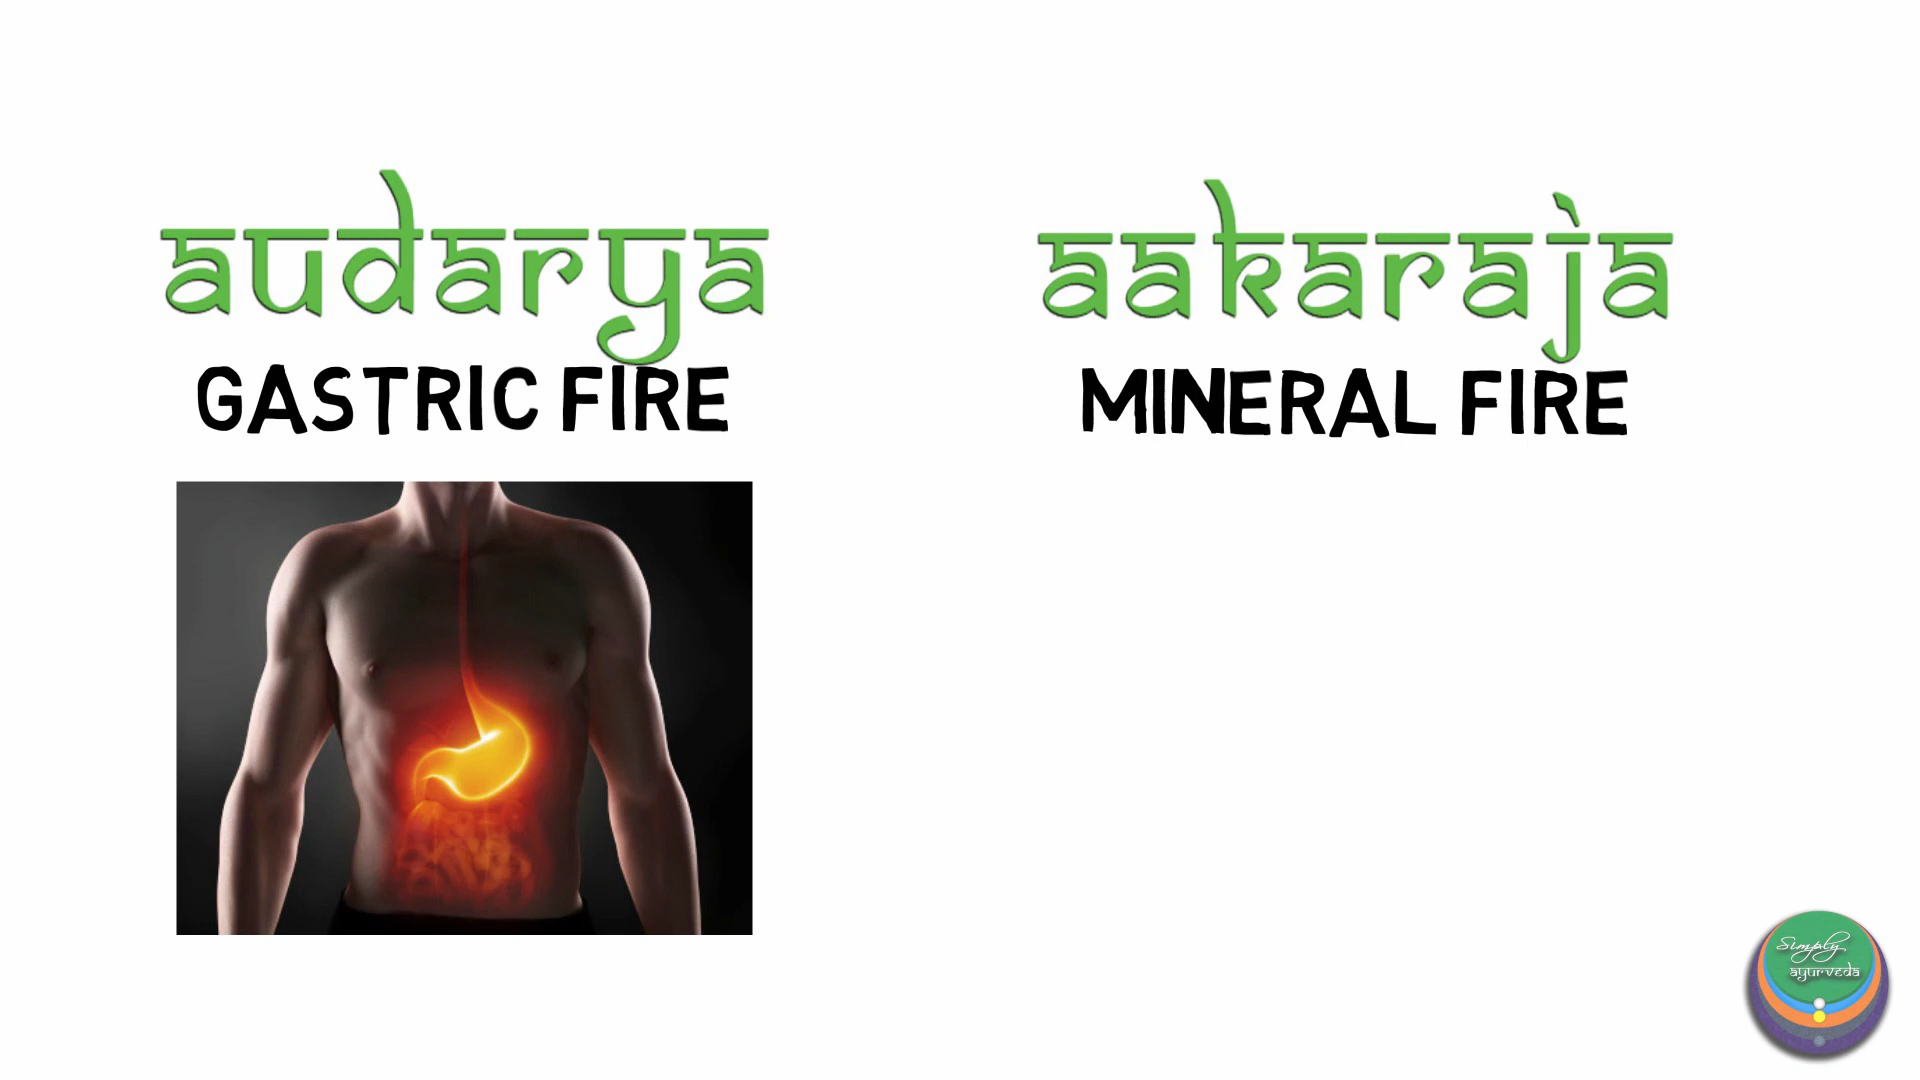 audarya
GASTRIC FIRE
aakaraja
MINERAL FIRE
Simply
ayurveda